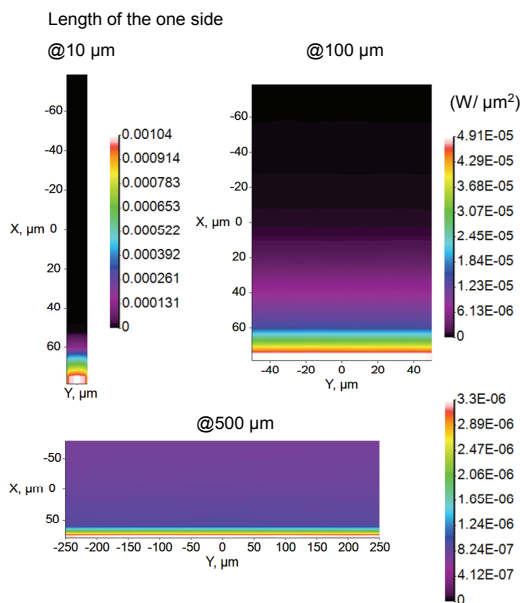 Length of the one side
@10 µm
@100 µm
(W/ µm²)
-60
-40
-20
X, µm 0
20
40
60
Y, µm
0.00104
0.000914
0.000783
0.000653
0.000522
0.000392
0.000261
0.000131
0
-60
-40
-20
X, µm 0
20
40
60
-40 -20 0 20 40
Y, µm
4.91E-05
4.29E-05
3.68E-05
3.07E-05
2.45E-05
1.84E-05
1.23E-05
6.13E-06
0
@500 µm
-50
X, µm 0
50
-250 -200 -150 -100 -50 0 50 100 150 200 250
Y, µm
3.3E-06
2.89E-06
2.47E-06
2.06E-06
1.65E-06
1.24E-06
8.24E-07
4.12E-07
0